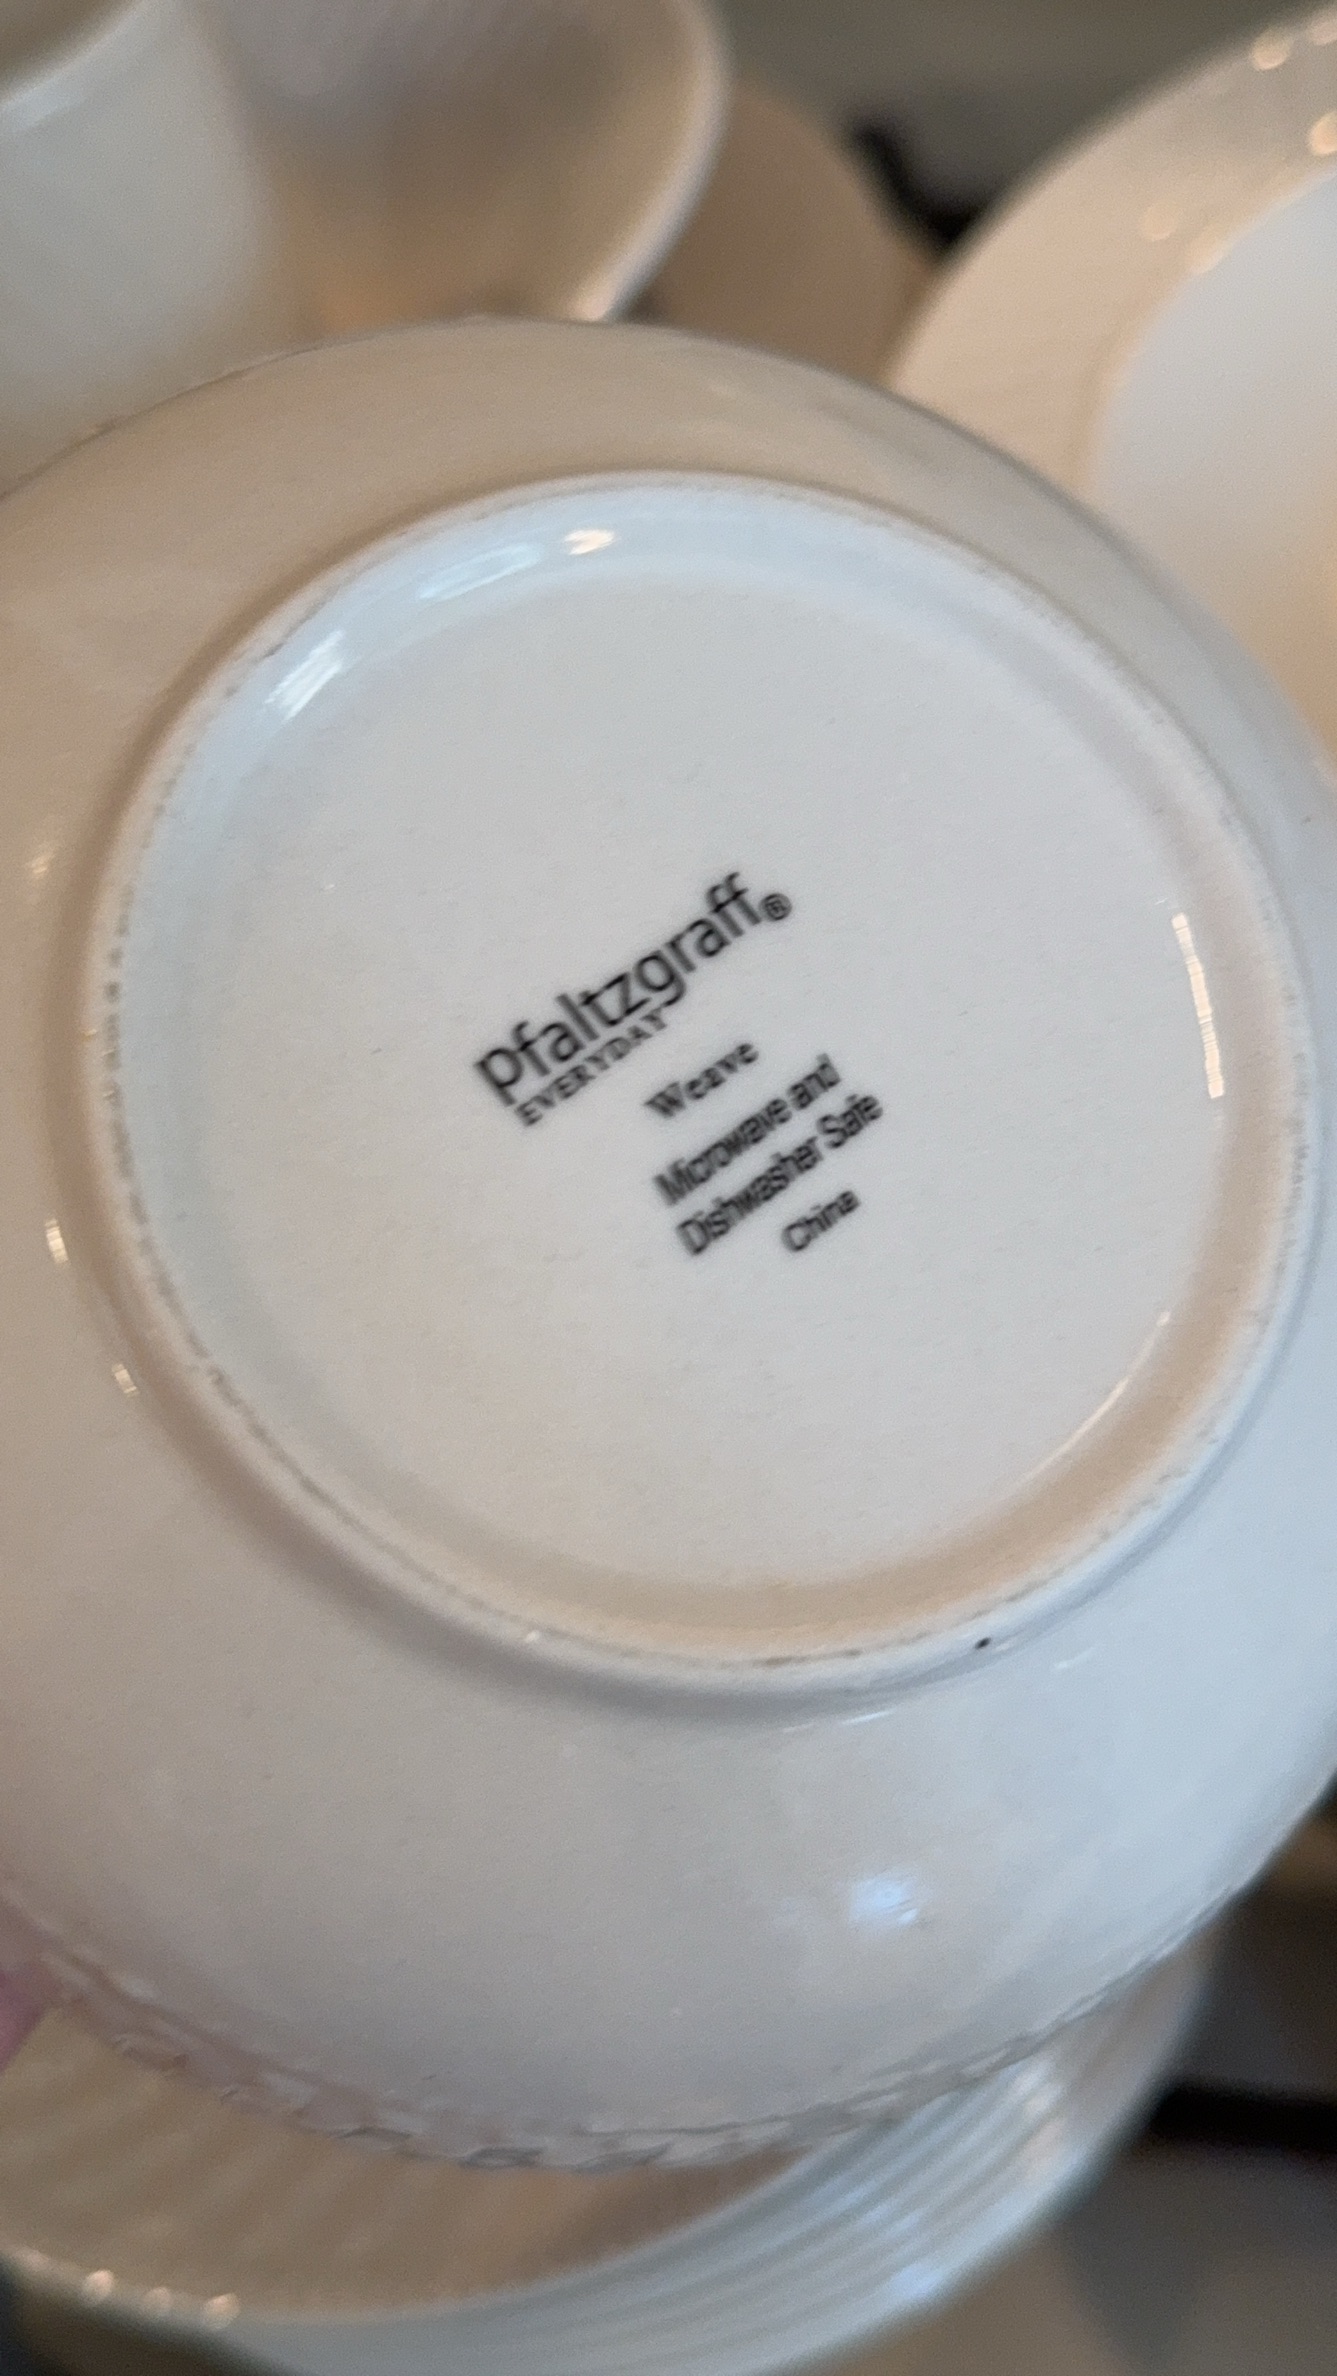 pfaltzgraff®
EVERYDAY
Weave
Microwave and
Dishwasher Safe
China